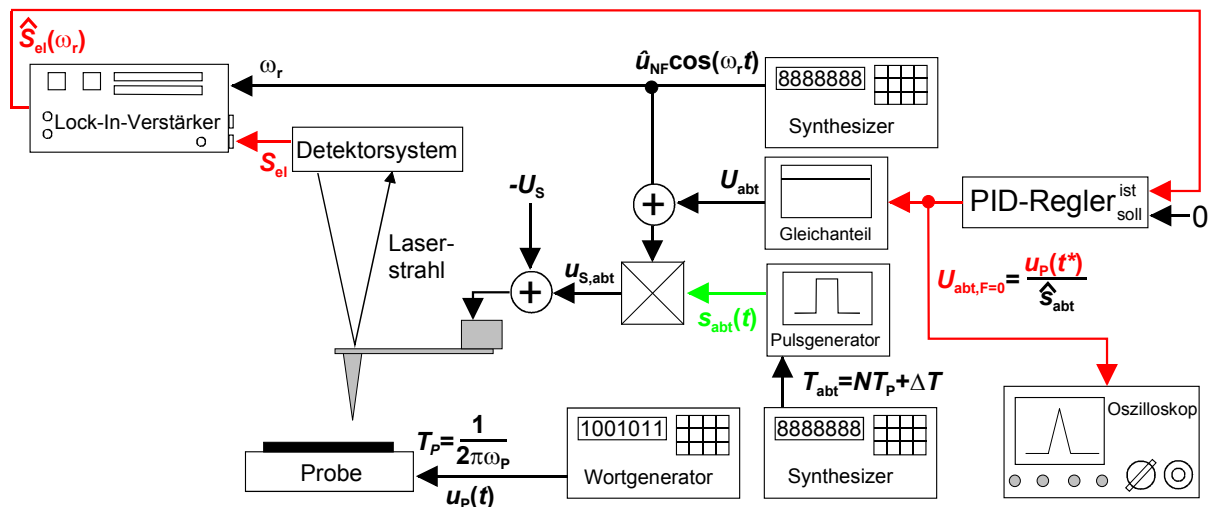 Ŝel(ωr)
ωr
ûNFcos(ωrt)
8888888
Synthesizer
Lock-In-Verstärker
Sel
Detektorsystem
-US
Laser-
strahl
Uabt
Gleichanteil
PID-Regler
ist
soll
0
+
+
uS,abt
sabt(t)
Pulsgenerator
Uabt,F=0= uP(t*)
ŝabt
Tabt=NTP+ΔT
Oszilloskop
TP= 1
2πωP
1001011
Wortgenerator
8888888
Synthesizer
Probe
uP(t)